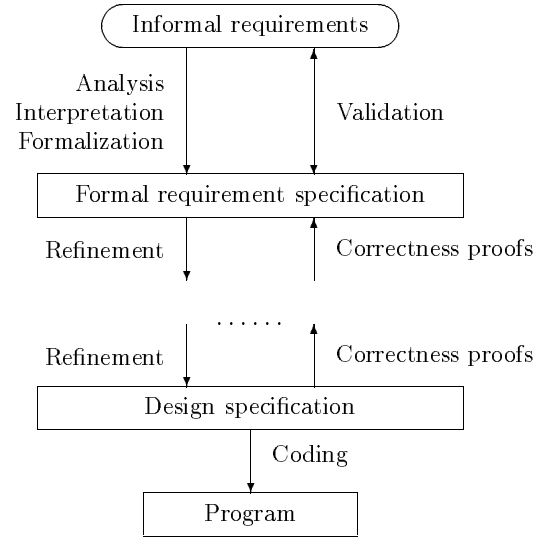 Informal requirements
Analysis
Interpretation
Formalization
Validation
Formal requirement specification
Refinement
Correctness proofs
......
Refinement
Correctness proofs
Design specification
Coding
Program